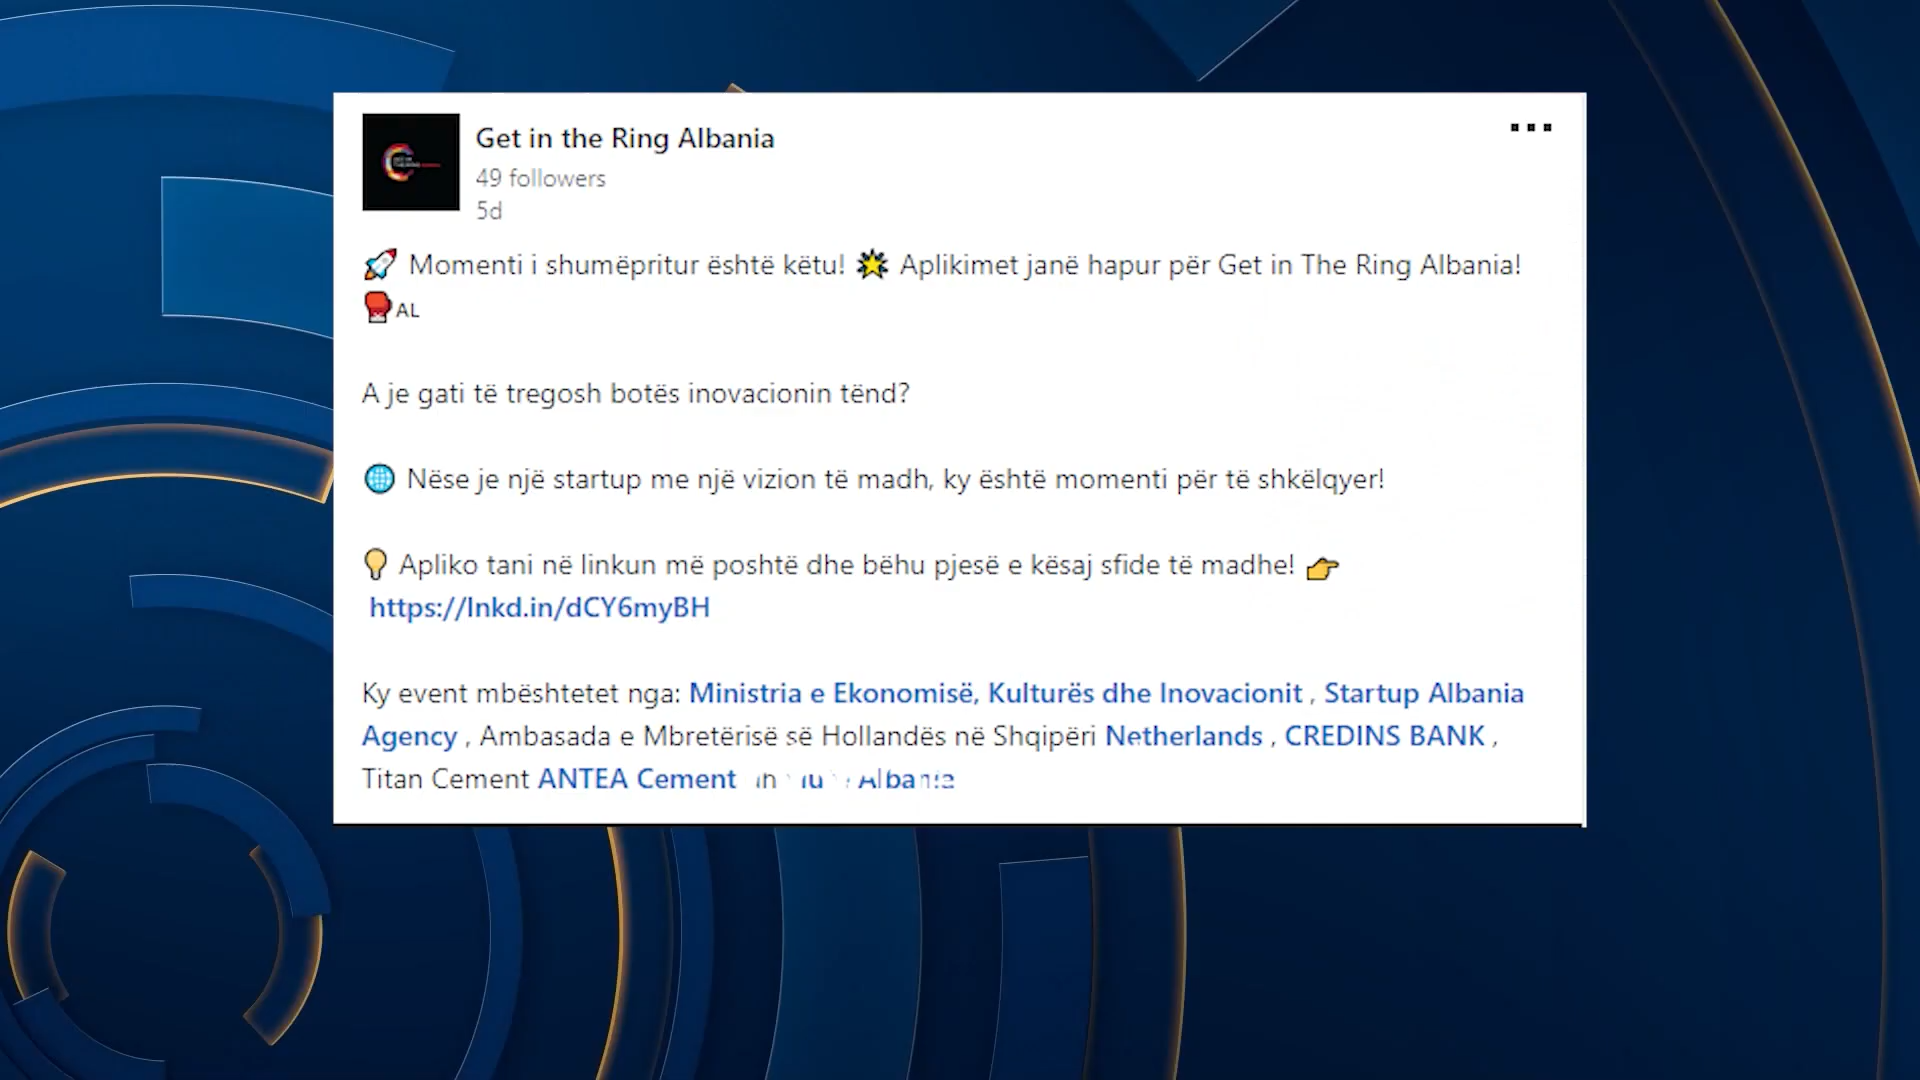 Get in the Ring Albania
49 followers
5d
🚀 Momenti i shumëpritur është këtu! 🌟 Aplikimet janë hapur për Get in The Ring Albania!
🥊AL
A je gati të tregosh botës inovacionin tënd?
🌐 Nëse je një startup me një vizion të madh, ky është momenti për të shkëlqyer!
💡 Apliko tani në linkun më poshtë dhe bëhu pjesë e kësaj sfide të madhe! 👉
https://lnkd.in/dCY6myBH
Ky event mbështetet nga: Ministria e Ekonomisë, Kulturës dhe Inovacionit , Startup Albania
Agency , Ambasada e Mbretërisë së Hollandës në Shqipëri Netherlands , CREDINS BANK ,
Titan Cement ANTEA Cement Albania